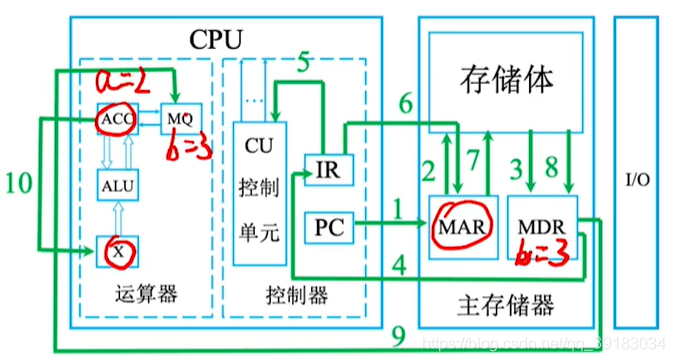 CPU
存储体
I/O
5
6
a=2
ACC
MQ
b=3
…
CU
控制
单元
IR
PC
ALU
X
10
1
2
7
3
8
MAR
MDR
b=3
4
运算器
控制器
主存储器
9
https://blog.csdn.net/qq_39183034